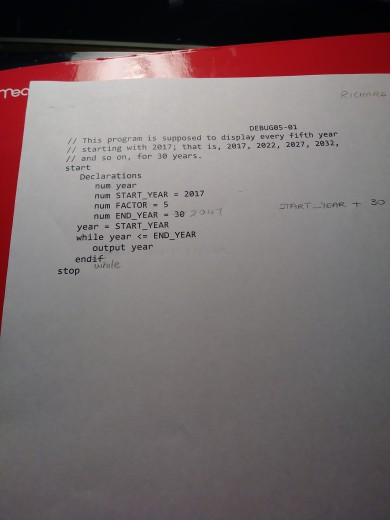 neo
RICHARD
DEBUG05-01
// This program is supposed to display every fifth year
// starting with 2017; that is, 2017, 2022, 2027, 2032,
// and so on, for 30 years.
start
Declarations
num year
num START_YEAR = 2017
num FACTOR = 5
num END_YEAR = 30 2047 START_YEAR + 30
year = START_YEAR
while year <= END_YEAR
output year
endif while
stop